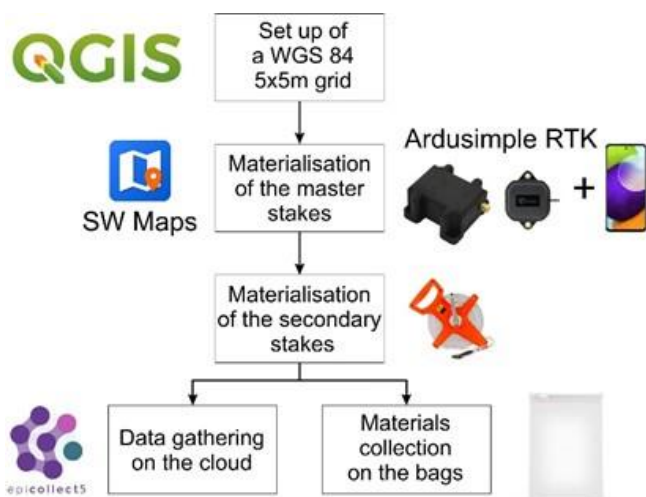 QGIS
Set up of
a WGS 84
5x5m grid
SW Maps
Materialisation
of the master
stakes
Ardusimple RTK
+
Materialisation
of the secondary
stakes
epicollect5
Data gathering
on the cloud
Materials
collection
on the bags